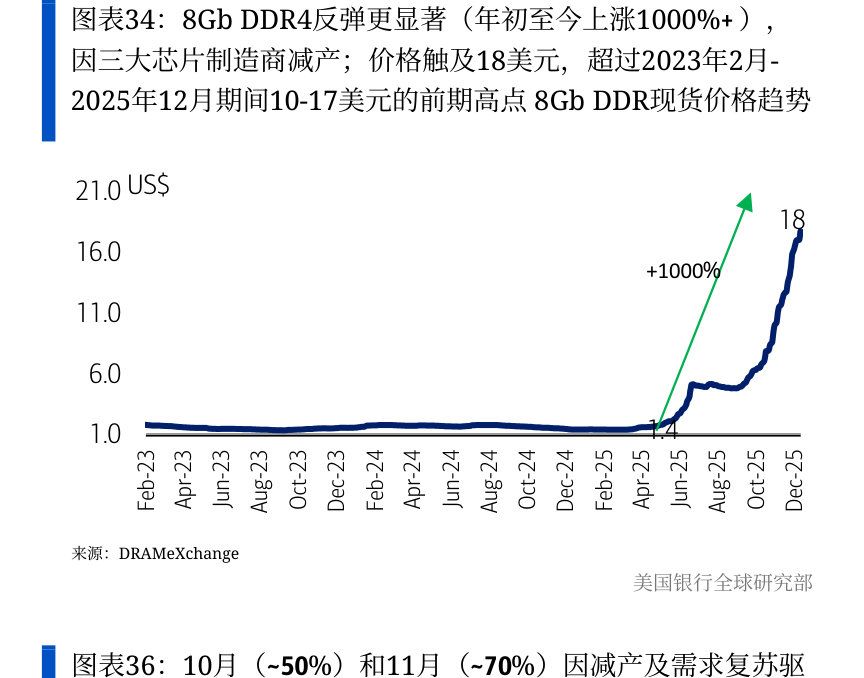 图表34：8Gb DDR4反弹更显著（年初至今上涨1000%+），
因三大芯片制造商减产；价格触及18美元，超过2023年2月-
2025年12月期间10-17美元的前期高点 8Gb DDR现货价格趋势
21.0 US$
18
16.0
+1000%
11.0
6.0
1.4
1.0
Feb-23 Apr-23 Jun-23 Aug-23 Oct-23 Dec-23 Feb-24 Apr-24 Jun-24 Aug-24 Oct-24 Dec-24 Feb-25 Apr-25 Jun-25 Aug-25 Oct-25 Dec-25
来源：DRAMeXchange
美国银行全球研究部
图表36：10月（~50%）和11月（~70%）因减产及需求复苏驱